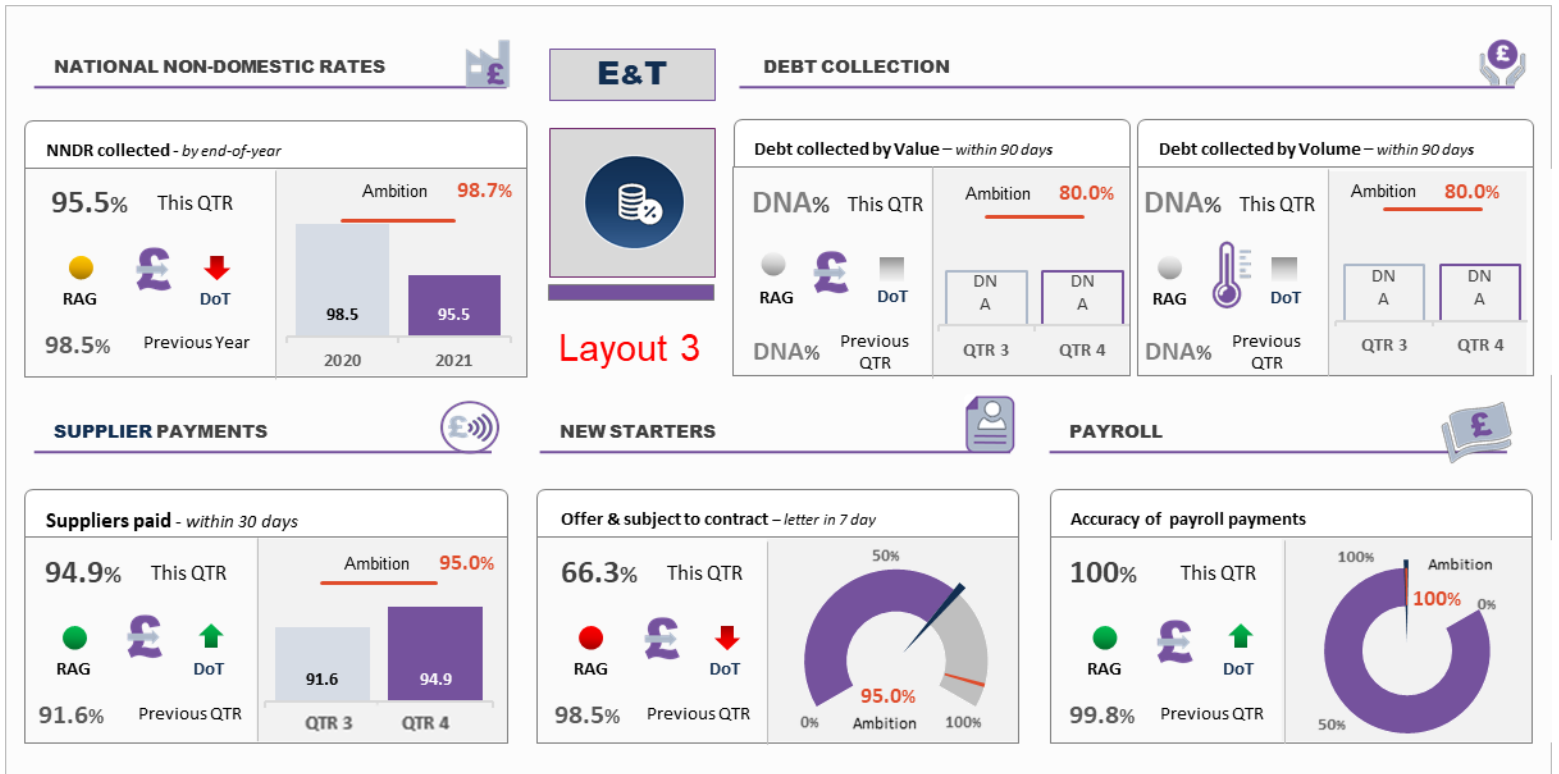 NATIONAL NON-DOMESTIC RATES
£
NNDR collected - by end-of-year
95.5% This QTR
£
RAG
DoT
98.5% Previous Year
Ambition 98.7%
98.5
95.5
2020
2021
E&T
%
Layout 3
DEBT COLLECTION
£
Debt collected by Value – within 90 days
DNA% This QTR
£
RAG
DoT
DNA% Previous
QTR
Ambition 80.0%
DN
A
DN
A
QTR 3
QTR 4
Debt collected by Volume – within 90 days
DNA% This QTR
RAG
DoT
DNA% Previous
QTR
Ambition 80.0%
DN
A
DN
A
QTR 3
QTR 4
SUPPLIER PAYMENTS
£
Suppliers paid - within 30 days
94.9% This QTR
£
RAG
DoT
91.6% Previous QTR
Ambition 95.0%
91.6
94.9
QTR 3
QTR 4
NEW STARTERS
Offer & subject to contract – letter in 7 day
66.3% This QTR
£
RAG
DoT
98.5% Previous QTR
50%
95.0%
0%
Ambition
100%
PAYROLL
£
Accuracy of payroll payments
100% This QTR
£
RAG
DoT
99.8% Previous QTR
100%
Ambition
100%
0%
50%